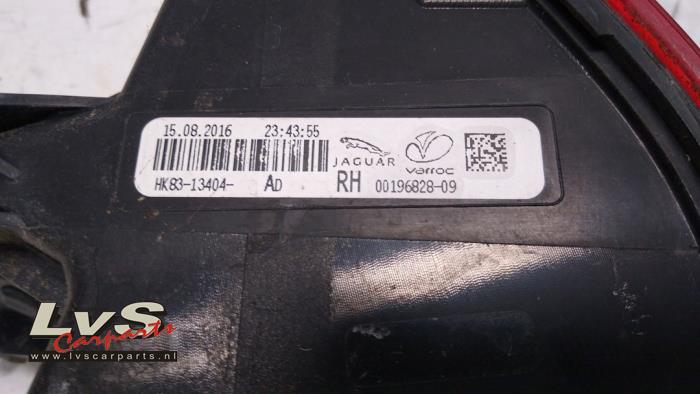 15.08.2016 23:43:55
JAGUAR varroc
HK83-13404- AD RH 00196828-09
LvS
Carparts
www.lvscarparts.nl